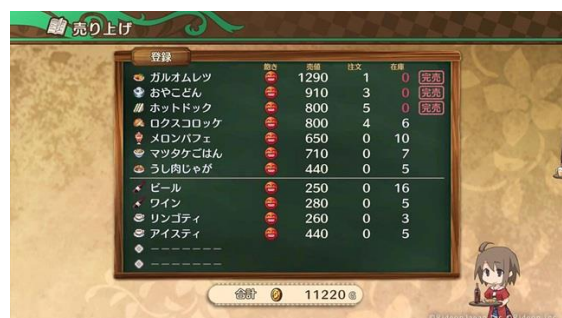 売り上げ
登録
飽き 売値 注文 在庫
ガルオムレツ 1290 1 0 完売
おやこどん 910 3 0 完売
ホットドック 800 5 0 完売
ロクスコロッケ 800 4 6
メロンパフェ 650 0 10
マツタケごはん 710 0 7
うし肉じゃが 440 0 5
ビール 250 0 16
ワイン 280 0 5
リンゴティ 260 0 3
アイスティ 440 0 5
－－－－－－－
－－－－－－－
合計 11220 G